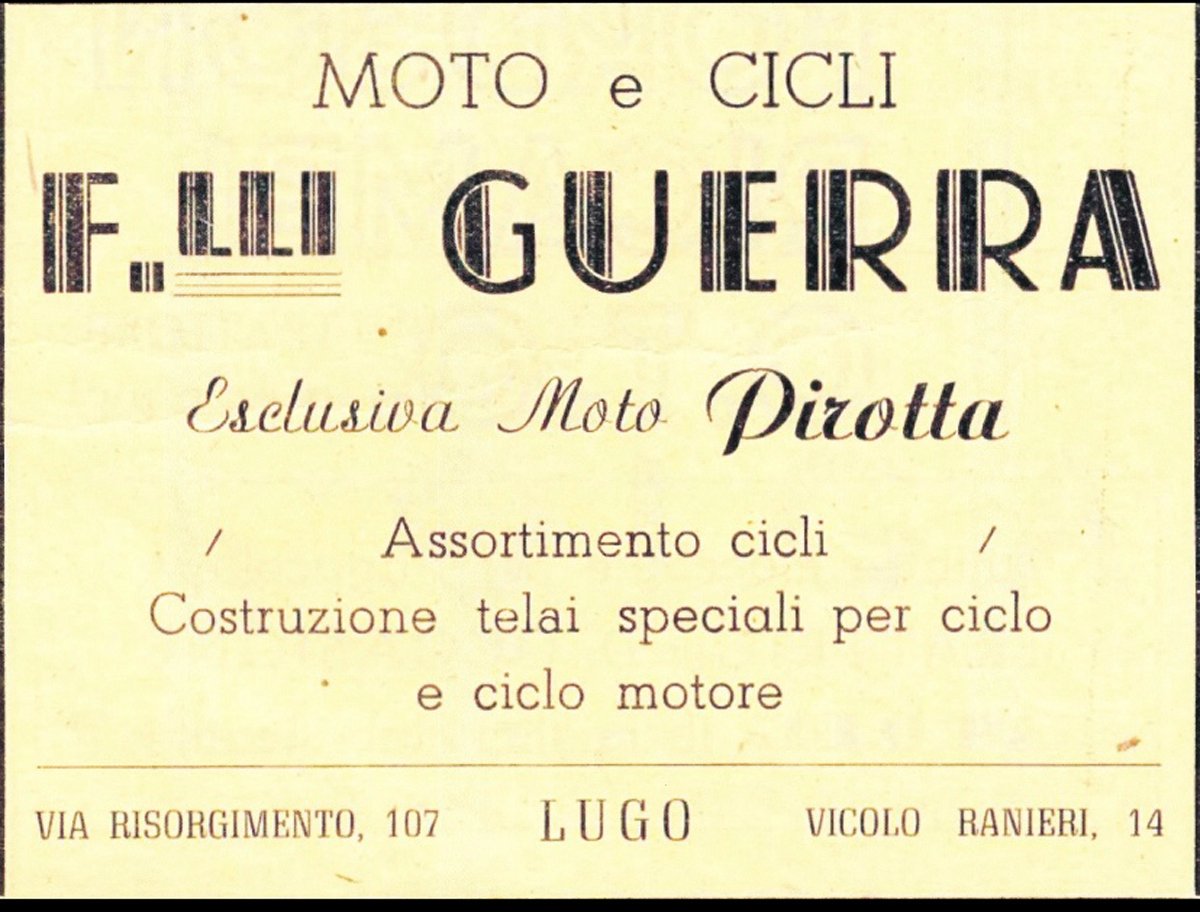 MOTO e CICLI
F.LLI GUERRA
Esclusiva Moto Pirotta
Assortimento cicli
Costruzione telai speciali per ciclo
e ciclo motore
VIA RISORGIMENTO, 107 LUGO VICOLO RANIERI, 14